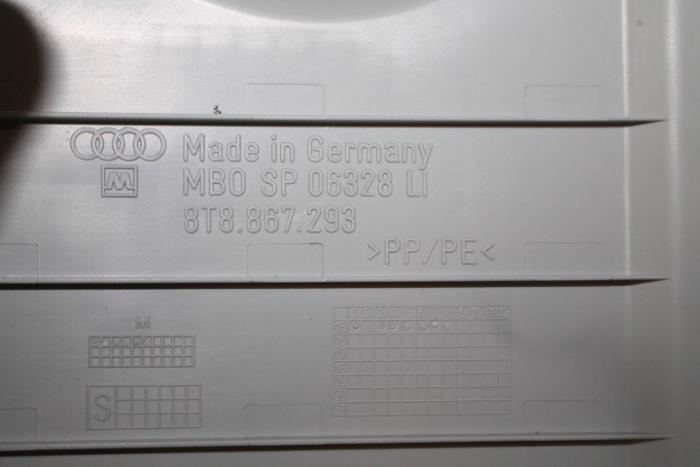 Made in Germany
M
MBO SP 06328 LI
8T8.867.293
>PP/PE<
M
S